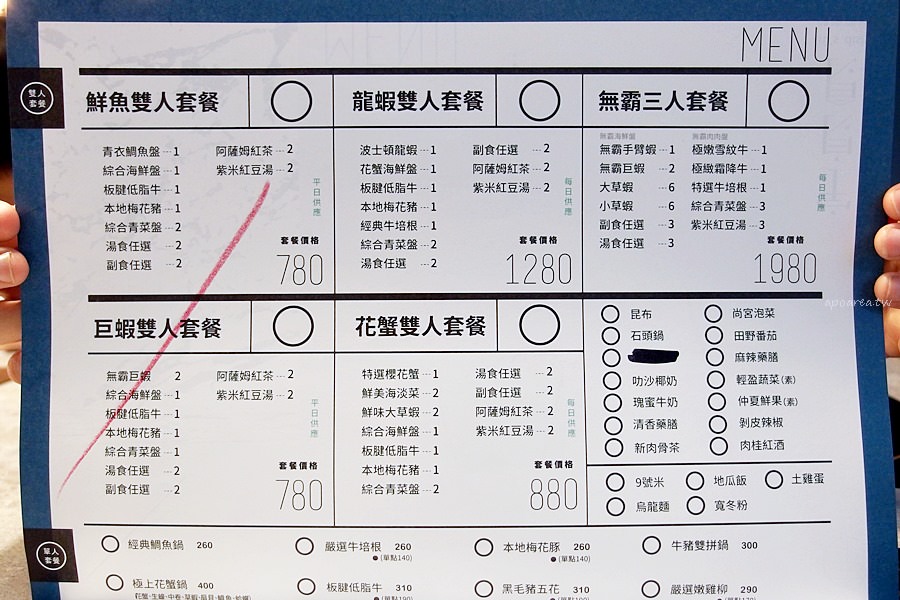 MENU
雙人
套餐
鮮魚雙人套餐
青衣鯛魚盤 … 1
綜合海鮮盤 … 1
板腱低脂牛 … 1
本地梅花豬 … 1
綜合青菜盤 … 2
湯食任選 … 2
副食任選 … 2
阿薩姆紅茶 … 2
紫米紅豆湯 … 2
平日供應
套餐價格
780
龍蝦雙人套餐
波士頓龍蝦 … 1
花蟹海鮮盤 … 1
板腱低脂牛 … 1
本地梅花豬 … 1
經典牛培根 … 1
綜合青菜盤 … 2
湯食任選 … 2
副食任選 … 2
阿薩姆紅茶 … 2
紫米紅豆湯 … 2
每日供應
套餐價格
1280
無霸三人套餐
無霸海鮮盤
無霸手臂蝦 … 1
無霸巨蝦 … 2
大草蝦 … 6
小草蝦 … 6
副食任選 … 3
湯食任選 … 3
無霸肉肉盤
極嫩雪紋牛 … 1
極緻霜降牛 … 1
特選牛培根 … 1
綜合青菜盤 … 3
紫米紅豆湯 … 3
每日供應
套餐價格
1980
巨蝦雙人套餐
無霸巨蝦 2
綜合海鮮盤 … 1
板腱低脂牛 … 1
本地梅花豬 … 1
綜合青菜盤 … 1
湯食任選 … 2
副食任選 … 2
阿薩姆紅茶 … 2
紫米紅豆湯 … 2
平日供應
套餐價格
780
花蟹雙人套餐
特選櫻花蟹 … 1
鮮美海淡菜 … 2
鮮味大草蝦 … 2
綜合海鮮盤 … 1
板腱低脂牛 … 1
本地梅花豬 … 1
綜合青菜盤 … 2
湯食任選 … 2
副食任選 … 2
阿薩姆紅茶 … 2
紫米紅豆湯 … 2
每日供應
套餐價格
880
昆布
石頭鍋
叻沙椰奶
瑰蜜牛奶
清香藥膳
新肉骨茶
尚宮泡菜
田野番茄
麻辣藥膳
輕盈蔬菜(素)
仲夏鮮果(素)
剝皮辣椒
肉桂紅酒
9號米
地瓜飯
土雞蛋
烏龍麵
寬冬粉
apoarea.tw
單人
套餐
經典鯛魚鍋 260
嚴選牛培根 260
●(單點140)
本地梅花豚 260
●(單點140)
牛豬雙拼鍋 300
極上花蟹鍋 400
板腱低脂牛 310
黑毛豬五花 310
嚴選嫩雞柳 290